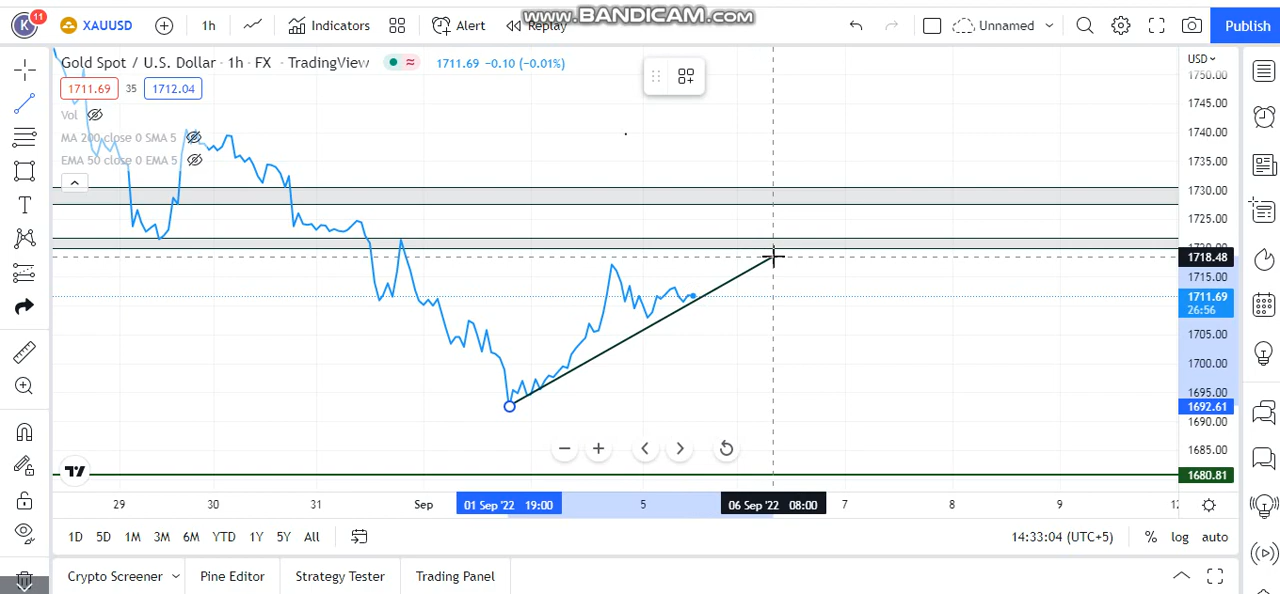 www.BANDICAM.com
K 11 XAUUSD 1h Indicators Alert Replay Unnamed Publish
Gold Spot / U.S. Dollar · 1h · FX · TradingView 1711.69 −0.10 (−0.01%)
1711.69 35 1712.04
Vol
MA 200 close 0 SMA 5
EMA 50 close 0 EMA 5
USD
1750.00
1745.00
1740.00
1735.00
1730.00
1725.00
1720.00
1718.48
1715.00
1711.69
26:56
1705.00
1700.00
1695.00
1692.61
1690.00
1685.00
1680.81
29 30 31 Sep 01 Sep '22 19:00 5 06 Sep '22 08:00 7 8 9 12
1D 5D 1M 3M 6M YTD 1Y 5Y All 14:33:04 (UTC+5) % log auto
Crypto Screener Pine Editor Strategy Tester Trading Panel